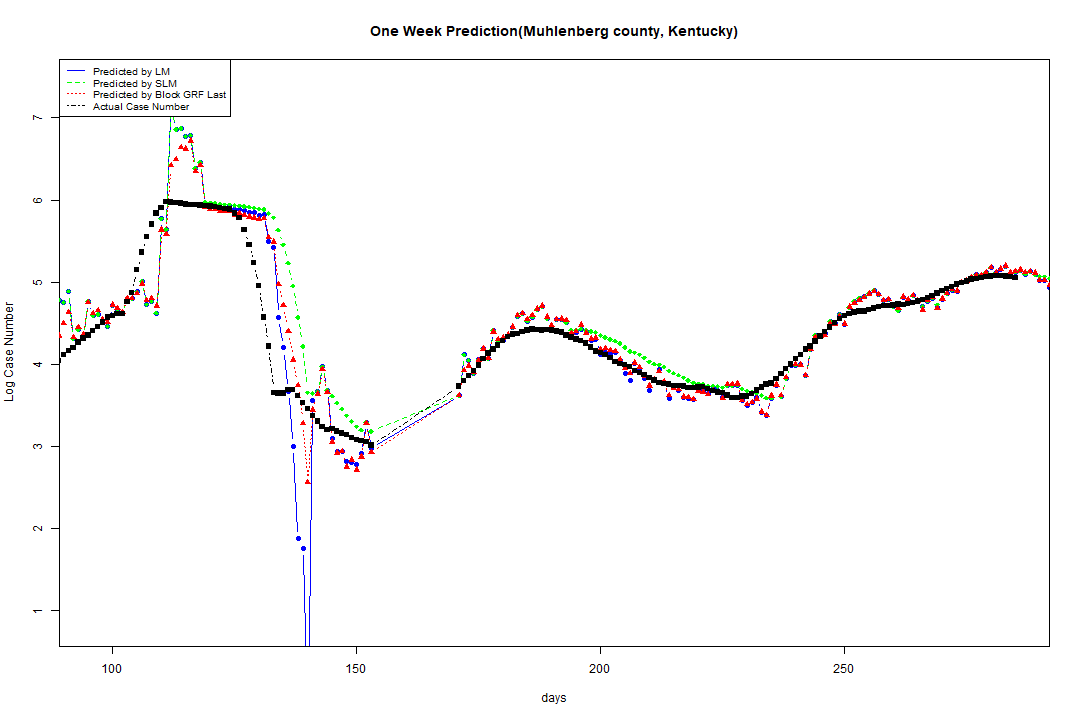 One Week Prediction(Muhlenberg county, Kentucky)
Predicted by LM
Predicted by SLM
Predicted by Block GRF Last
Actual Case Number
7
6
5
4
3
2
1
Log Case Number
100 150 200 250
days